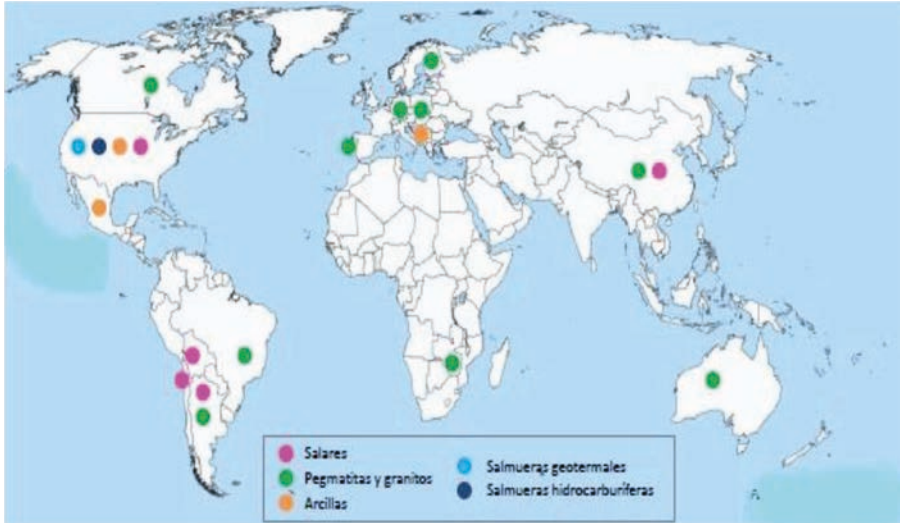 Salares
Pegmatitas y granitos
Arcillas
Salmueras geotermales
Salmueras hidrocarburíferas